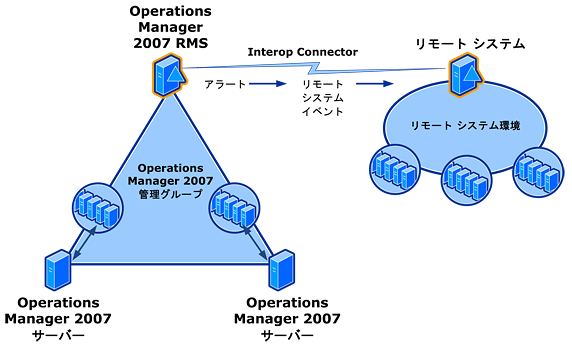 Operations
Manager
2007 RMS
Interop Connector
リモート システム
アラート
リモート
システム
イベント
リモート システム環境
Operations
Manager 2007
管理グループ
Operations
Manager 2007
サーバー
Operations
Manager 2007
サーバー